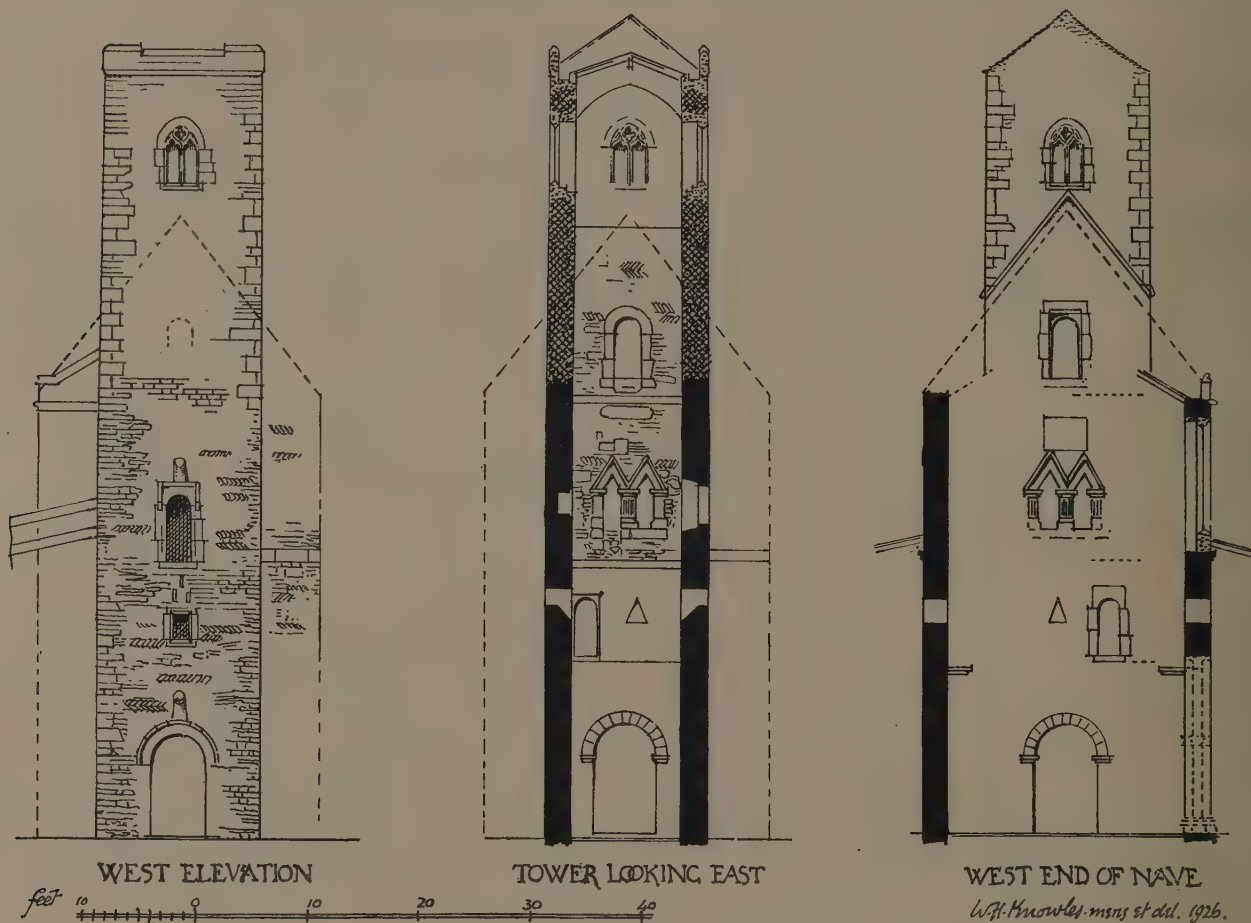 WEST ELEVATION
TOWER LOOKING EAST
WEST END OF NAVE
feet 10 0 10 20 30 40
W.H. Knowles. mens et del. 1926.